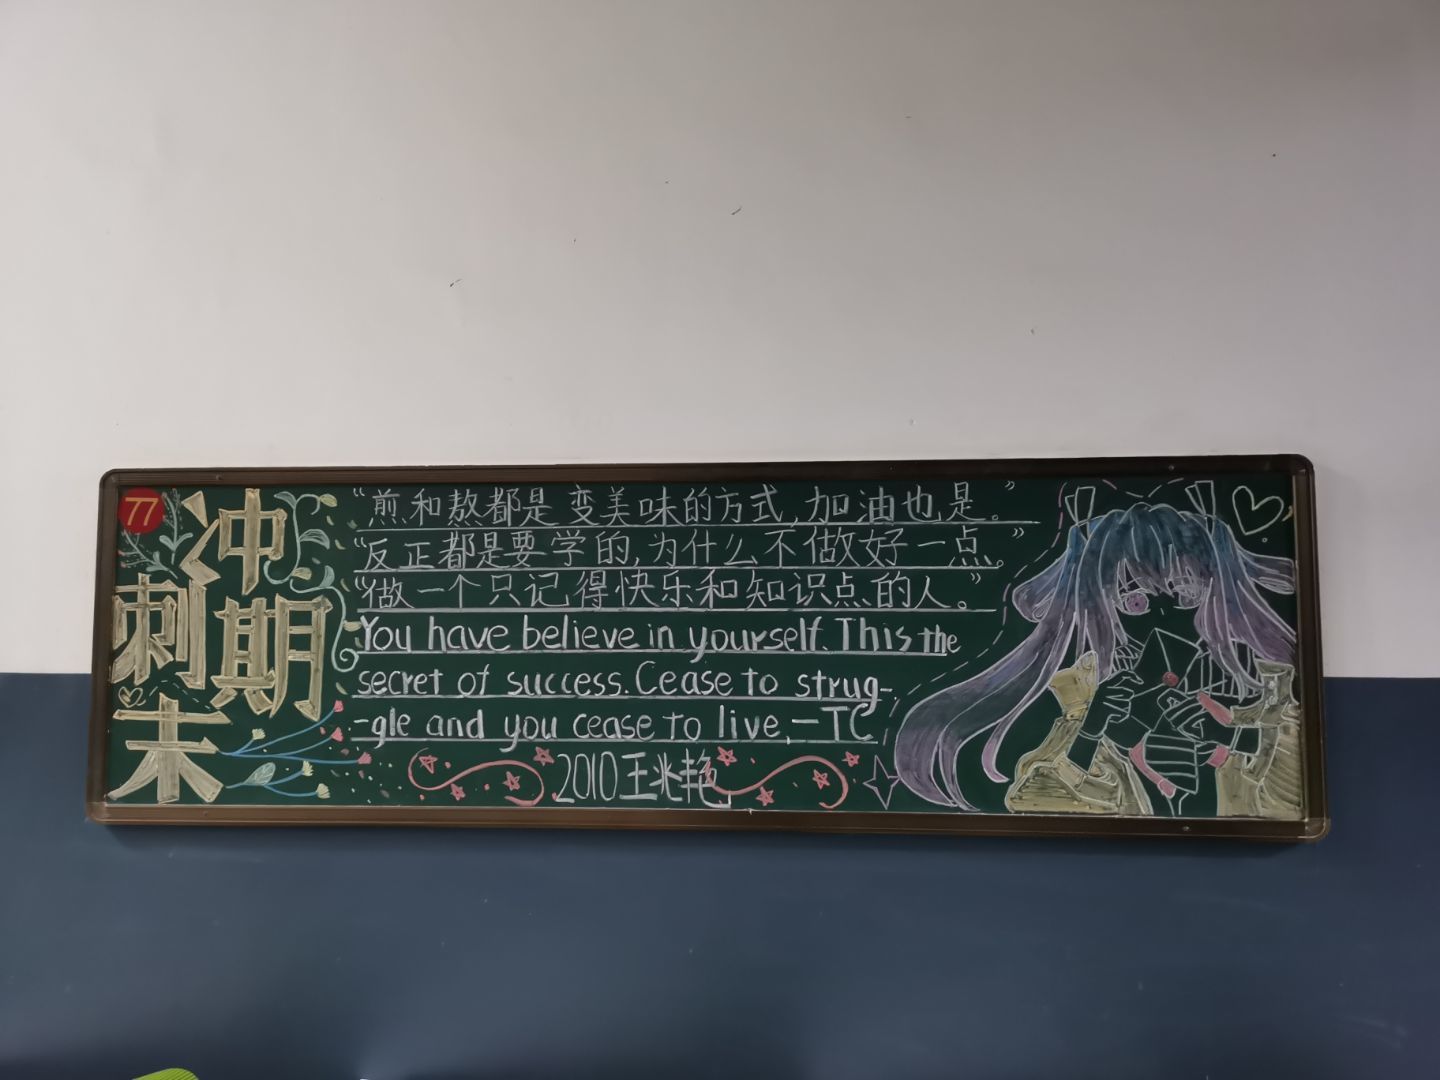 77
冲刺期末
“煎和熬都是变美味的方式,加油也是。”
“反正都是要学的,为什么不做好一点。”
“做一个只记得快乐和知识点的人。”
You have believe in yourself. This the
secret of success. Cease to strug-
-gle and you cease to live, —TC
2010王兆艳